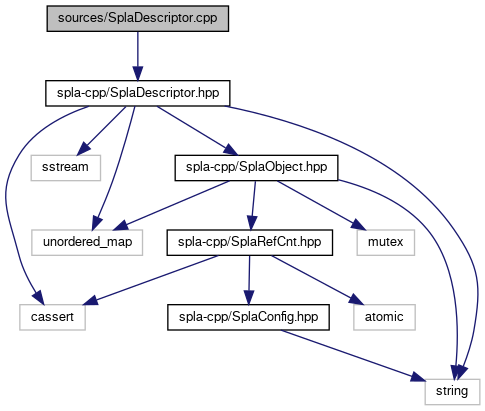 sources/SplaDescriptor.cpp
spla-cpp/SplaDescriptor.hpp
sstream
spla-cpp/SplaObject.hpp
unordered_map
spla-cpp/SplaRefCnt.hpp
mutex
cassert
spla-cpp/SplaConfig.hpp
atomic
string